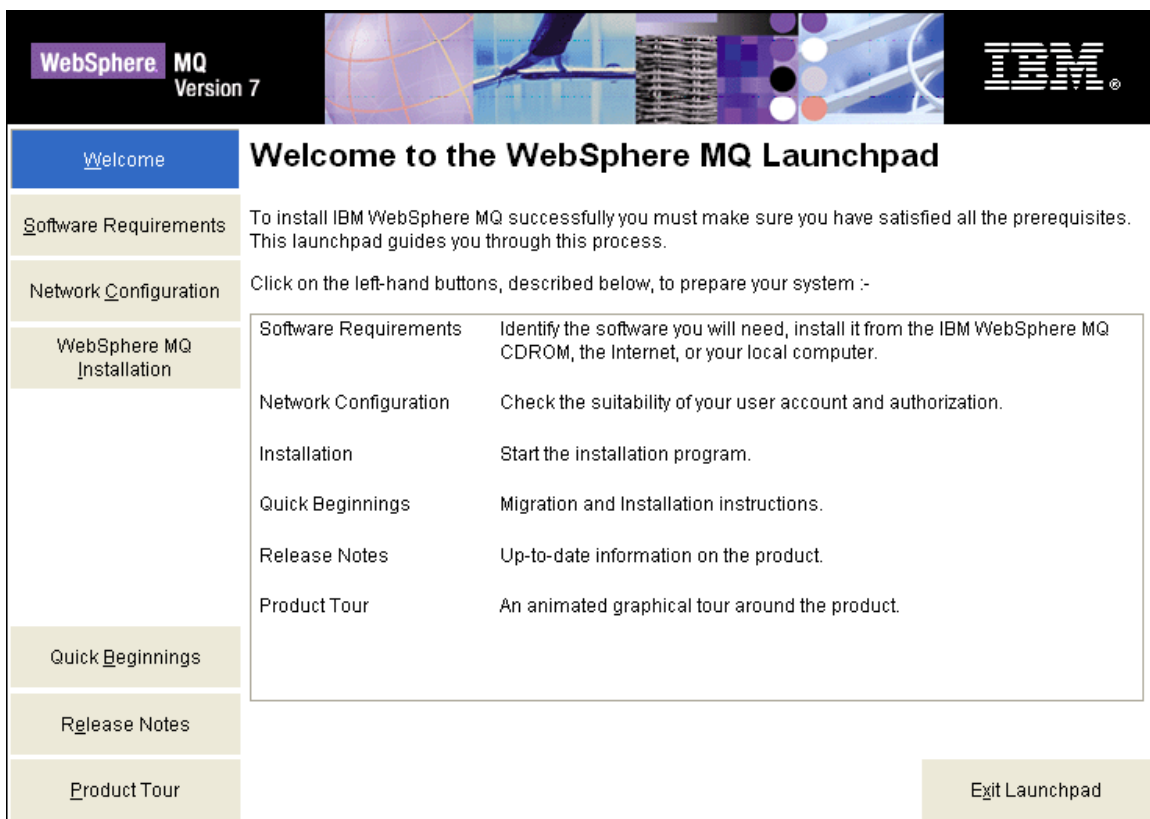 WebSphere. MQ
Version 7
IBM®
Welcome
Software Requirements
Network Configuration
WebSphere MQ
Installation
Quick Beginnings
Release Notes
Product Tour
Welcome to the WebSphere MQ Launchpad
To install IBM WebSphere MQ successfully you must make sure you have satisfied all the prerequisites.
This launchpad guides you through this process.
Click on the left-hand buttons, described below, to prepare your system :-
Software Requirements Identify the software you will need, install it from the IBM WebSphere MQ
CDROM, the Internet, or your local computer.
Network Configuration Check the suitability of your user account and authorization.
Installation Start the installation program.
Quick Beginnings Migration and Installation instructions.
Release Notes Up-to-date information on the product.
Product Tour An animated graphical tour around the product.
Exit Launchpad